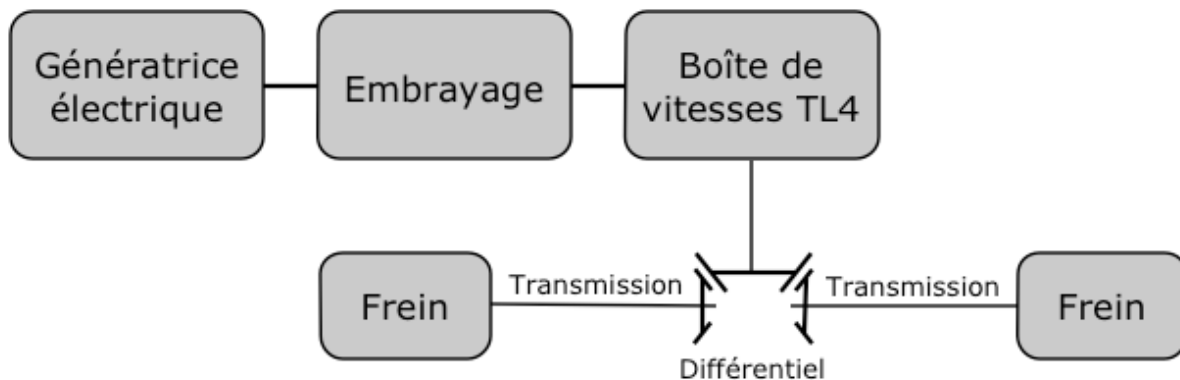 Génératrice
électrique
Embrayage
Boîte de
vitesses TL4
Frein
Transmission
Transmission
Frein
Différentiel